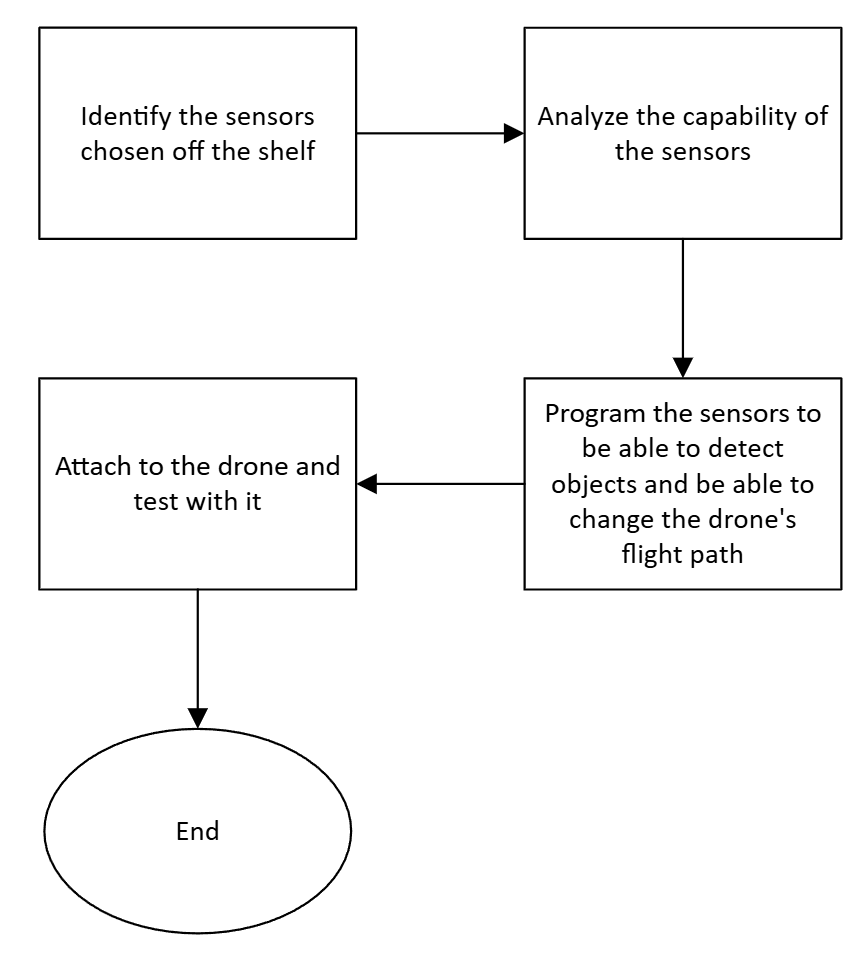 Identify the sensors
chosen off the shelf
Analyze the capability of
the sensors
Program the sensors to
be able to detect
objects and be able to
change the drone's
flight path
Attach to the drone and
test with it
End